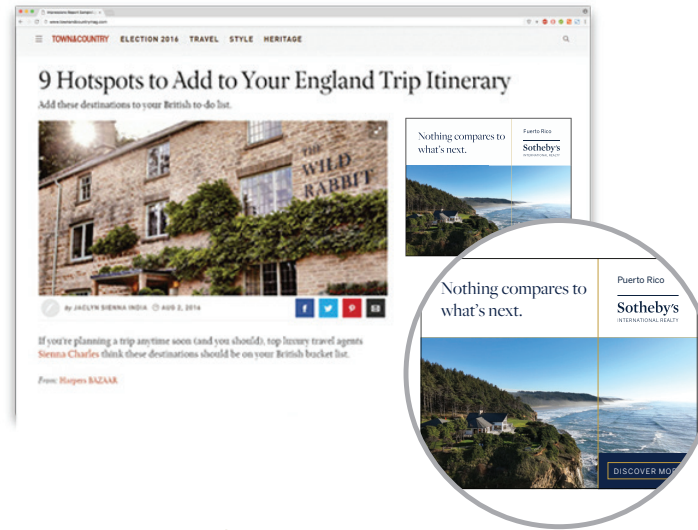 www.townandcountrymag.com
TOWN&COUNTRY ELECTION 2016 TRAVEL STYLE HERITAGE
9 Hotspots to Add to Your England Trip Itinerary
Add these destinations to your British to-do list.
THE
WILD
RABBIT
By JACLYN SIENNA INDIA AUG 2, 2016
If you're planning a trip anytime soon (and you should), top luxury travel agents
Sienna Charles think these destinations should be on your British bucket list.
From: Harpers BAZAAR
Nothing compares to
what's next.
Puerto Rico
Sotheby's
INTERNATIONAL REALTY
Nothing compares to
what's next.
Puerto Rico
Sotheby's
INTERNATIONAL REALTY
DISCOVER MOR